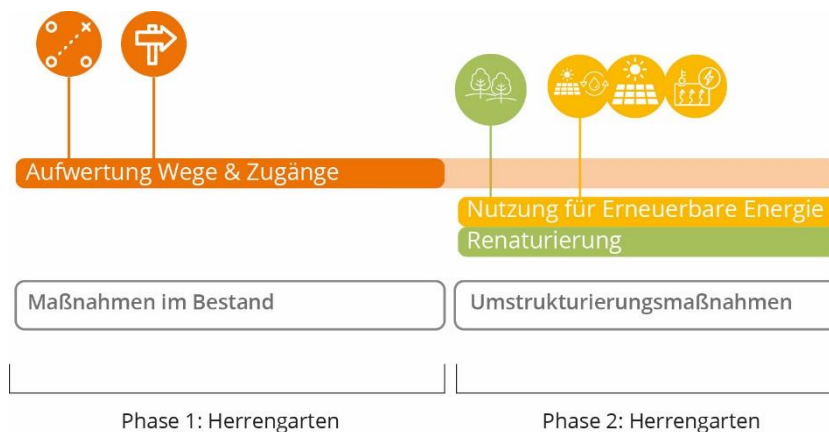 Aufwertung Wege & Zugänge
Nutzung für Erneuerbare Energie
Renaturierung
Maßnahmen im Bestand
Umstrukturierungsmaßnahmen
Phase 1: Herrengarten
Phase 2: Herrengarten